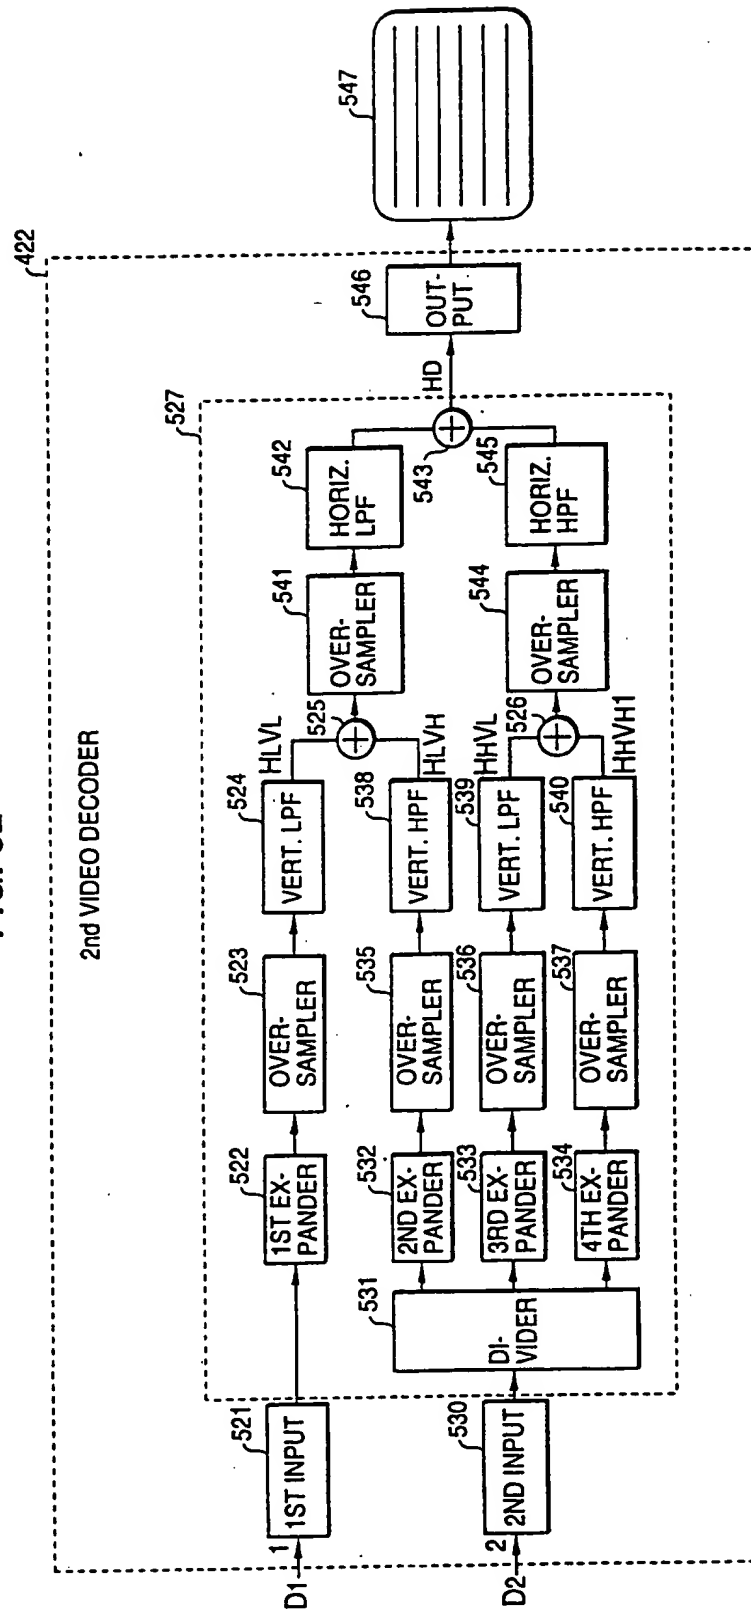 2nd VIDEO DECODER
422
527
D1
1
521
1ST INPUT
522
1ST EX-
PANDER
523
OVER-
SAMPLER
524
VERT. LPF
HLVL
525
541
OVER-
SAMPLER
542
HORIZ.
LPF
543
HD
546
OUT-
PUT
547
D2
2
530
2ND INPUT
531
DI-
VIDER
532
2ND EX-
PANDER
535
OVER-
SAMPLER
538
VERT. HPF
HLVH
533
3RD EX-
PANDER
536
OVER-
SAMPLER
539
VERT. LPF
HHVL
526
544
OVER-
SAMPLER
545
HORIZ.
HPF
534
4TH EX-
PANDER
537
OVER-
SAMPLER
540
VERT. HPF
HHVH1